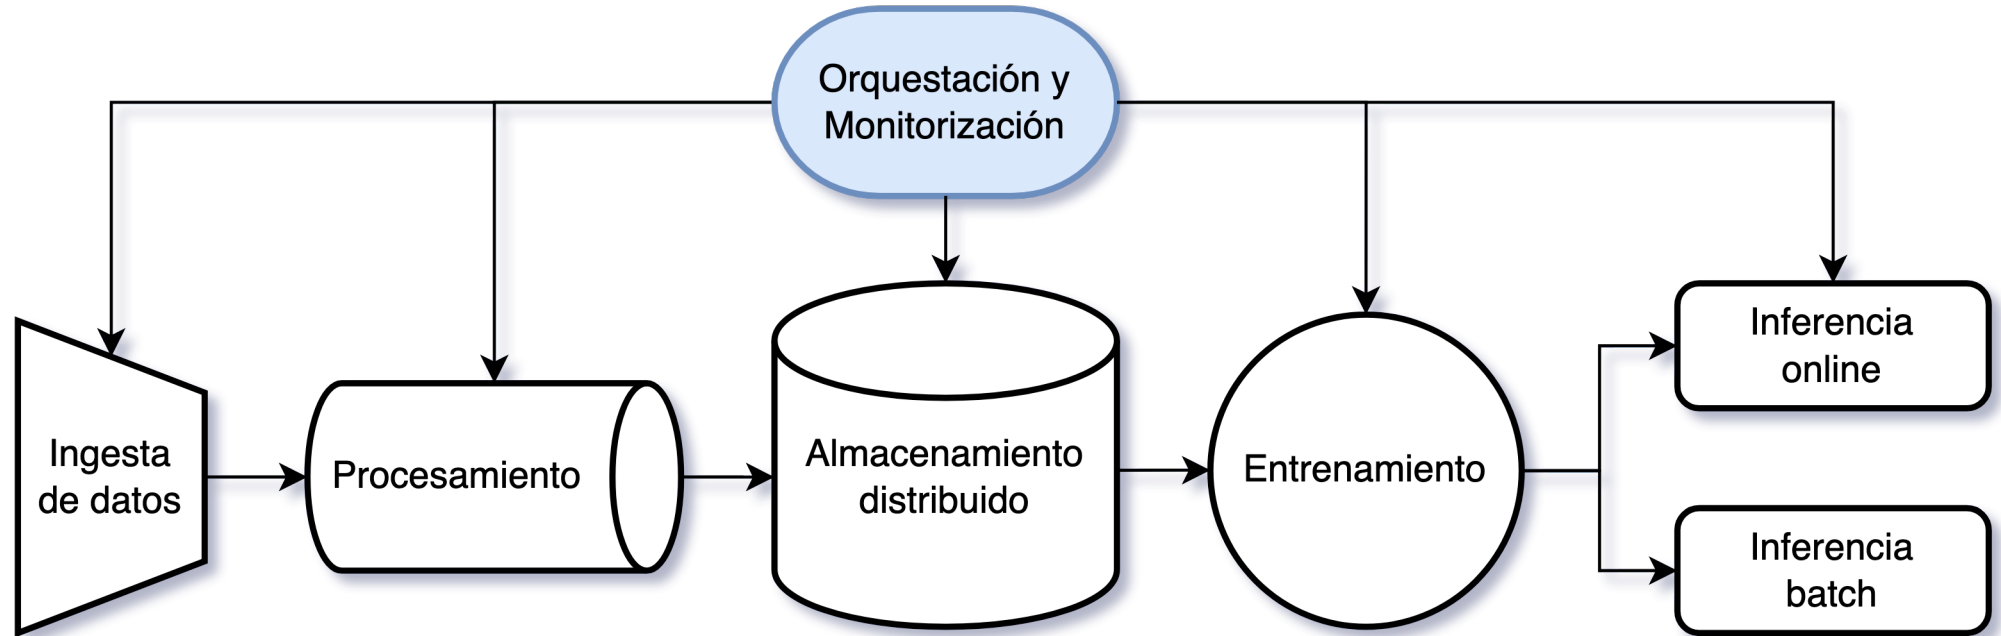 Orquestación y
Monitorización
Ingesta
de datos
Procesamiento
Almacenamiento
distribuido
Entrenamiento
Inferencia
online
Inferencia
batch